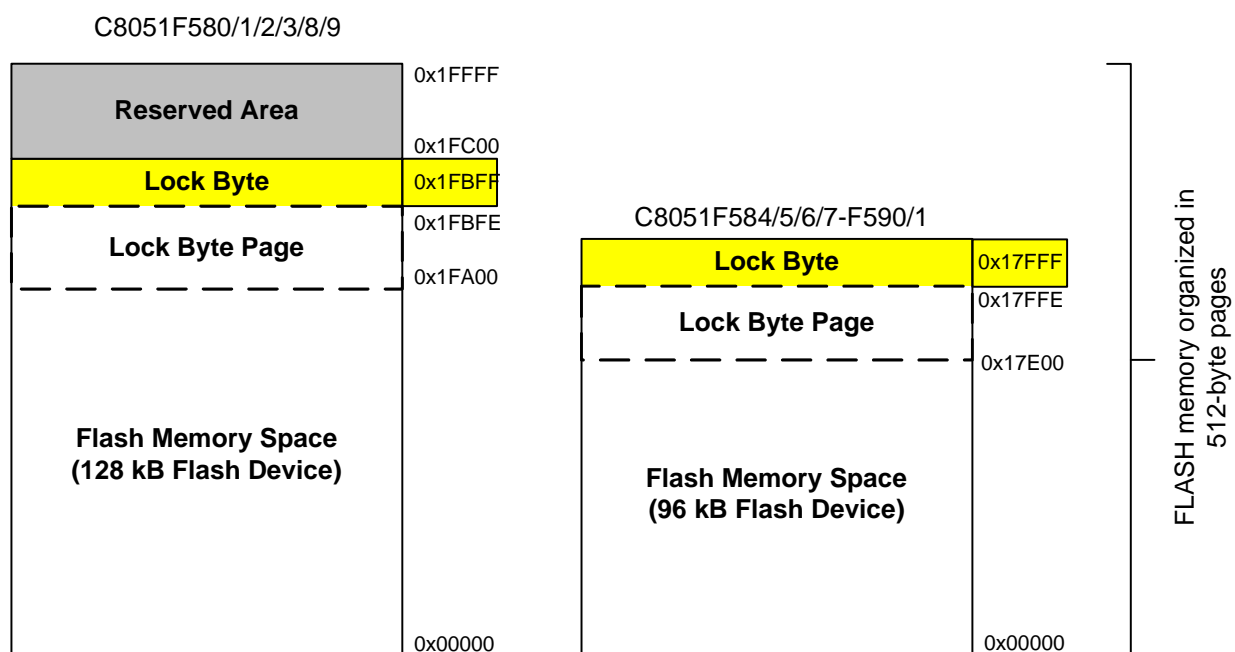 C8051F580/1/2/3/8/9
0x1FFFF
Reserved Area
0x1FC00
Lock Byte
0x1FBFF
0x1FBFE
Lock Byte Page
0x1FA00
Flash Memory Space
(128 kB Flash Device)
0x00000
C8051F584/5/6/7-F590/1
Lock Byte
0x17FFF
0x17FFE
Lock Byte Page
0x17E00
Flash Memory Space
(96 kB Flash Device)
0x00000
FLASH memory organized in
512-byte pages